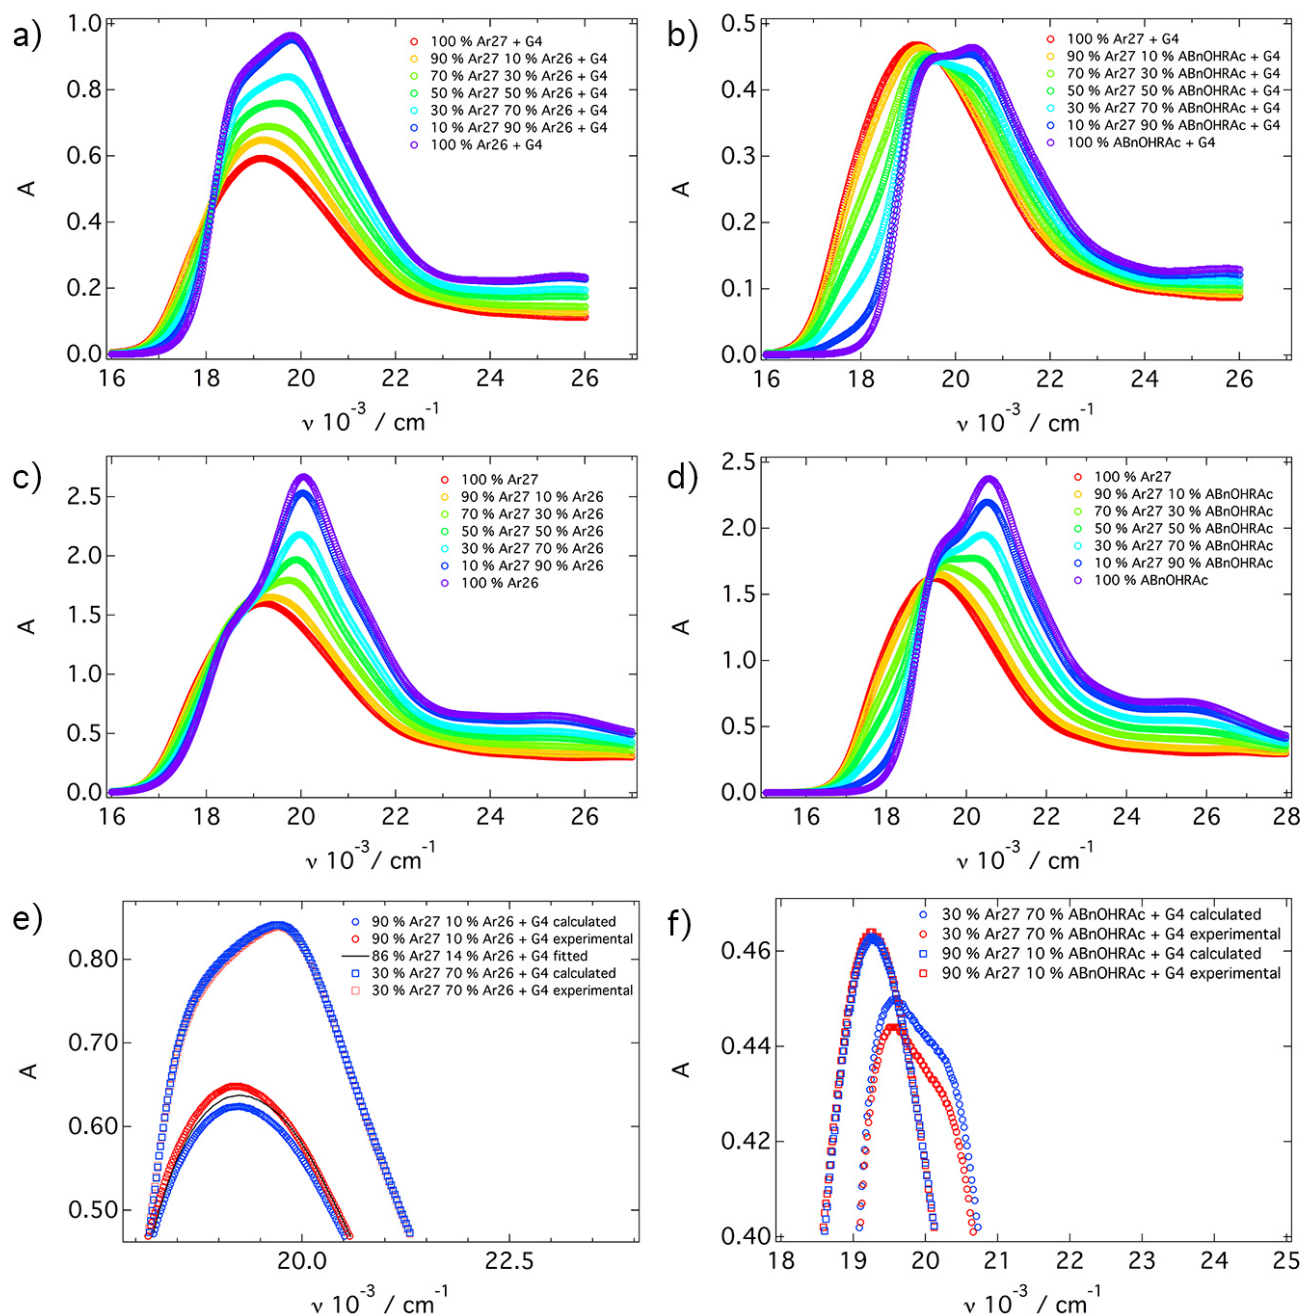 a)
1.0
0.8
0.6
0.4
0.2
0.0
A
100 % Ar27 + G4
90 % Ar27 10 % Ar26 + G4
70 % Ar27 30 % Ar26 + G4
50 % Ar27 50 % Ar26 + G4
30 % Ar27 70 % Ar26 + G4
10 % Ar27 90 % Ar26 + G4
100 % Ar26 + G4
16 18 20 22 24 26
ν 10⁻³ / cm⁻¹
b)
0.5
0.4
0.3
0.2
0.1
0.0
A
100 % Ar27 + G4
90 % Ar27 10 % ABnOHRAc + G4
70 % Ar27 30 % ABnOHRAc + G4
50 % Ar27 50 % ABnOHRAc + G4
30 % Ar27 70 % ABnOHRAc + G4
10 % Ar27 90 % ABnOHRAc + G4
100 % ABnOHRAc + G4
16 18 20 22 24 26
ν 10⁻³ / cm⁻¹
c)
2.5
2.0
1.5
1.0
0.5
0.0
A
100 % Ar27
90 % Ar27 10 % Ar26
70 % Ar27 30 % Ar26
50 % Ar27 50 % Ar26
30 % Ar27 70 % Ar26
10 % Ar27 90 % Ar26
100 % Ar26
16 18 20 22 24 26
ν 10⁻³ / cm⁻¹
d)
2.5
2.0
1.5
1.0
0.5
0.0
A
100 % Ar27
90 % Ar27 10 % ABnOHRAc
70 % Ar27 30 % ABnOHRAc
50 % Ar27 50 % ABnOHRAc
30 % Ar27 70 % ABnOHRAc
10 % Ar27 90 % ABnOHRAc
100 % ABnOHRAc
16 18 20 22 24 26 28
ν 10⁻³ / cm⁻¹
e)
0.80
0.70
0.60
0.50
A
90 % Ar27 10 % Ar26 + G4 calculated
90 % Ar27 10 % Ar26 + G4 experimental
86 % Ar27 14 % Ar26 + G4 fitted
30 % Ar27 70 % Ar26 + G4 calculated
30 % Ar27 70 % Ar26 + G4 experimental
20.0 22.5
ν 10⁻³ / cm⁻¹
f)
0.46
0.44
0.42
0.40
A
30 % Ar27 70 % ABnOHRAc + G4 calculated
30 % Ar27 70 % ABnOHRAc + G4 experimental
90 % Ar27 10 % ABnOHRAc + G4 calculated
90 % Ar27 10 % ABnOHRAc + G4 experimental
18 19 20 21 22 23 24 25
ν 10⁻³ / cm⁻¹